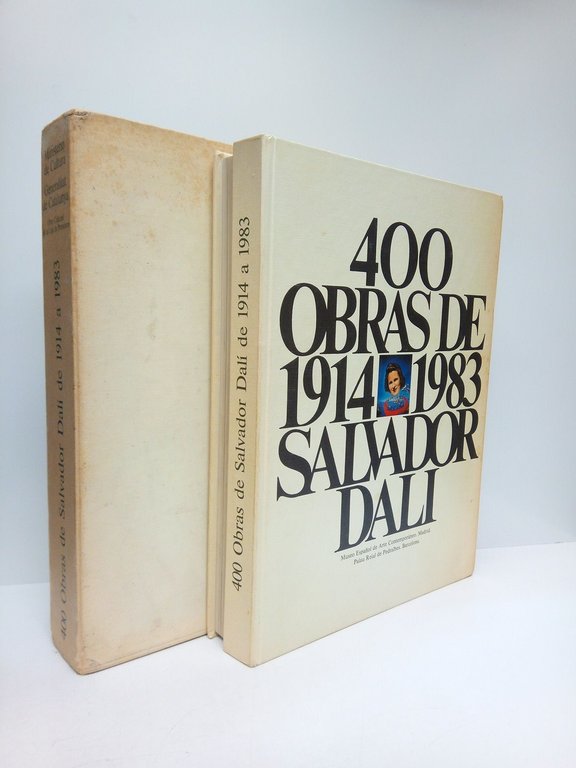 Ministerio
de Cultura
Generalitat
de Catalunya
400 Obras de Salvador Dalí de 1914 a 1983
400 Obras de Salvador Dalí de 1914 a 1983
400
OBRAS DE
1914 1983
SALVADOR
DALI
Museo Español de Arte Contemporáneo. Madrid
Palau Reial de Pedralbes. Barcelona